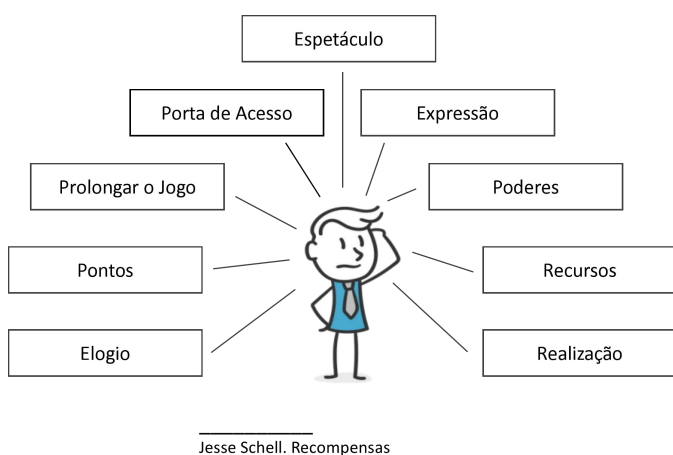 Espetáculo
Porta de Acesso
Expressão
Prolongar o Jogo
Poderes
Pontos
Recursos
Elogio
Realização
Jesse Schell. Recompensas